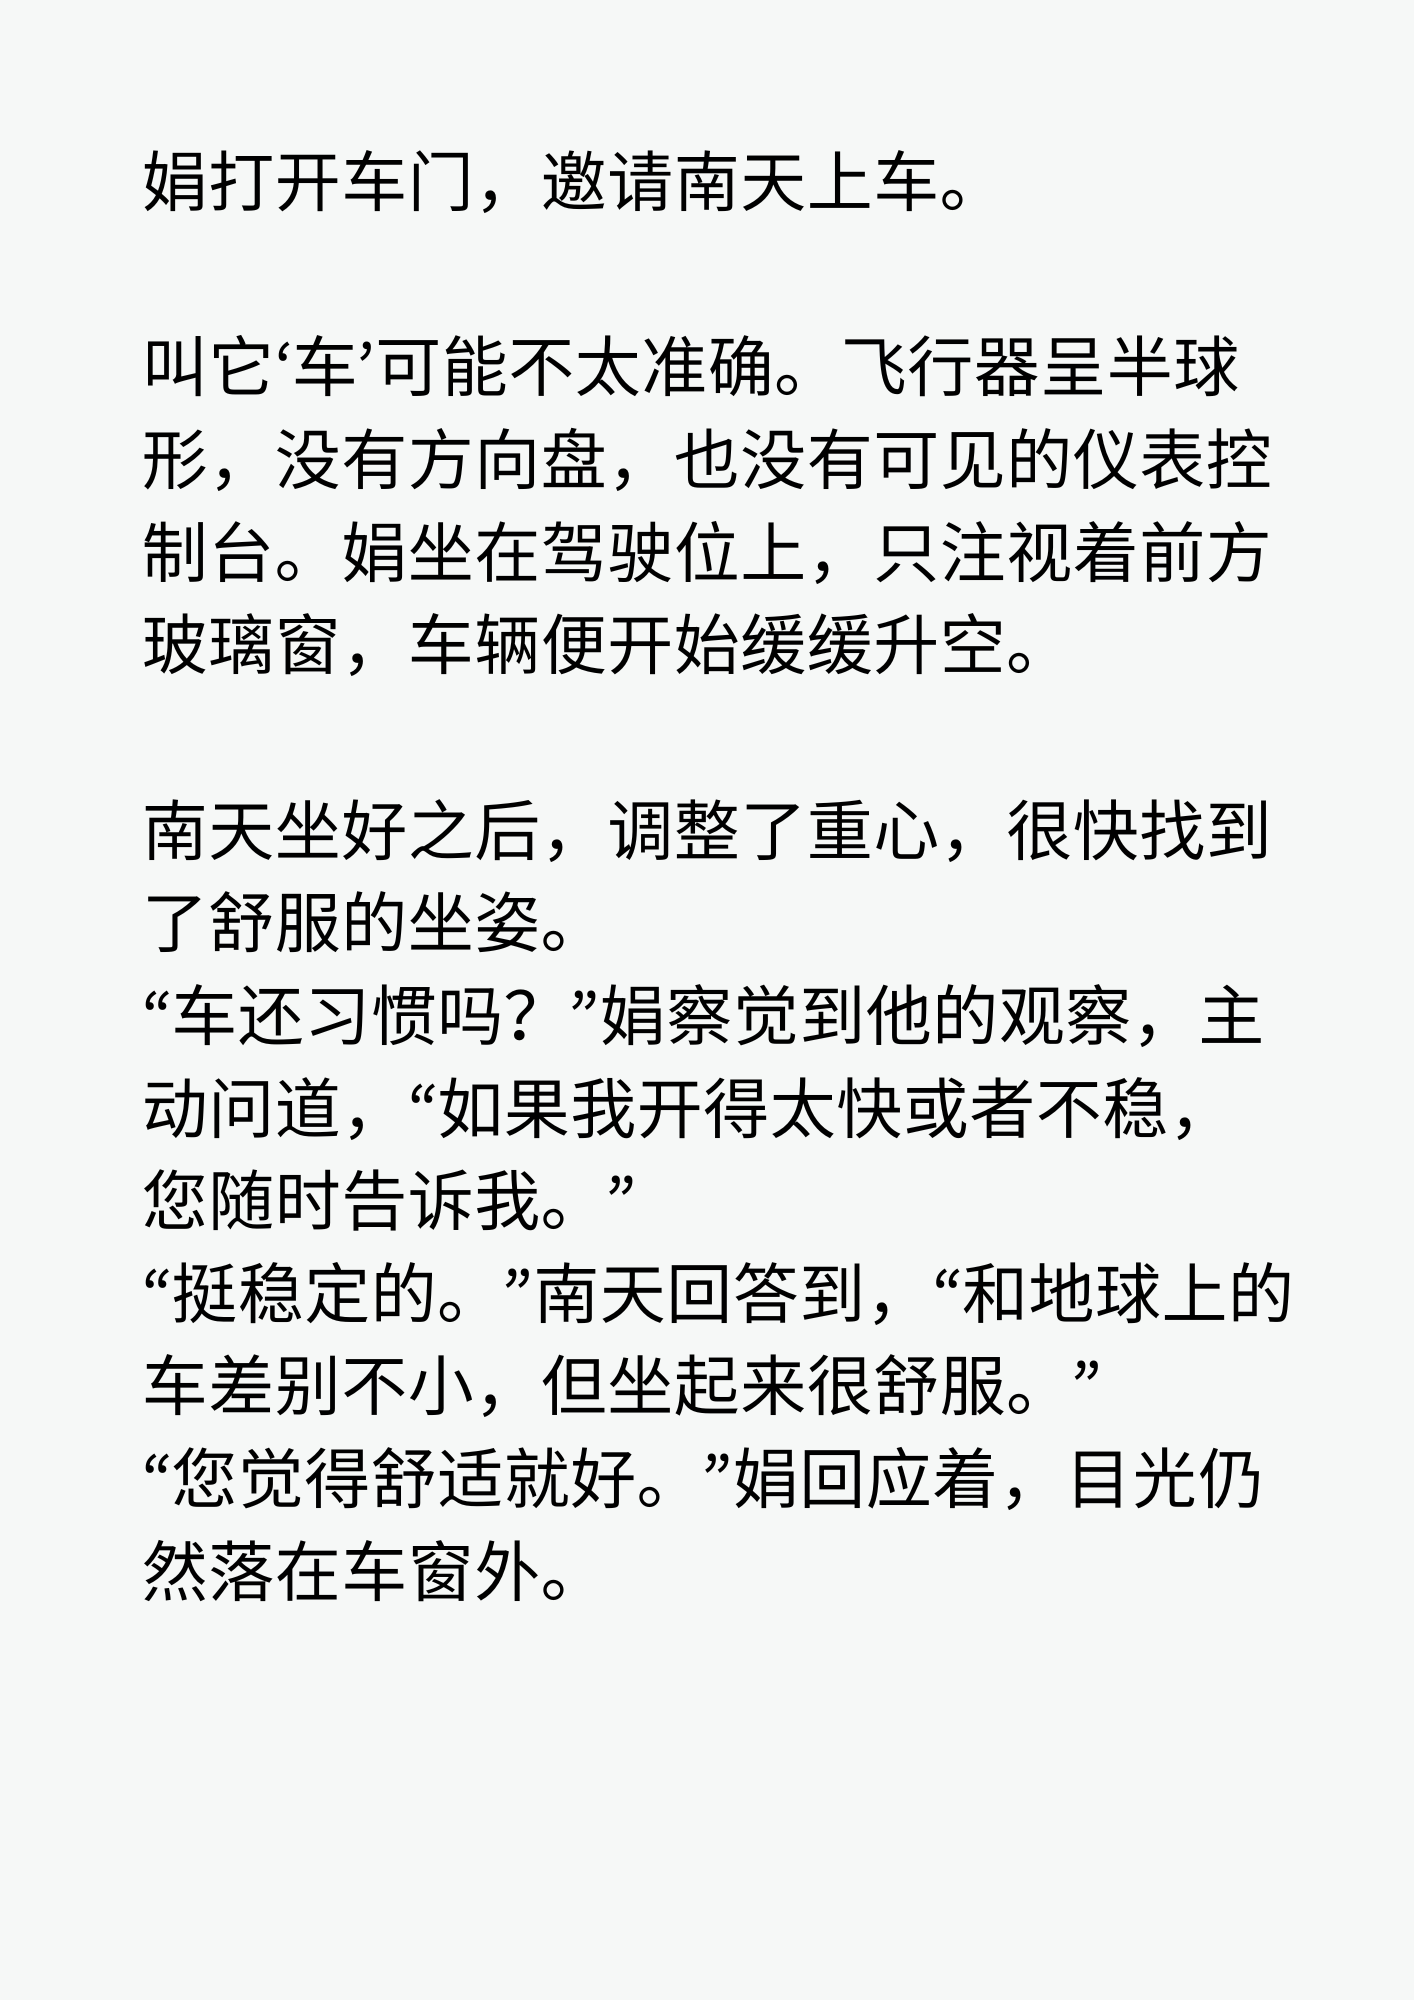 娟打开车门，邀请南天上车。
叫它‘车’可能不太准确。飞行器呈半球
形，没有方向盘，也没有可见的仪表控
制台。娟坐在驾驶位上，只注视着前方
玻璃窗，车辆便开始缓缓升空。
南天坐好之后，调整了重心，很快找到
了舒服的坐姿。
“车还习惯吗？”娟察觉到他的观察，主
动问道，“如果我开得太快或者不稳，
您随时告诉我。”
“挺稳定的。”南天回答到，“和地球上的
车差别不小，但坐起来很舒服。”
“您觉得舒适就好。”娟回应着，目光仍
然落在车窗外。